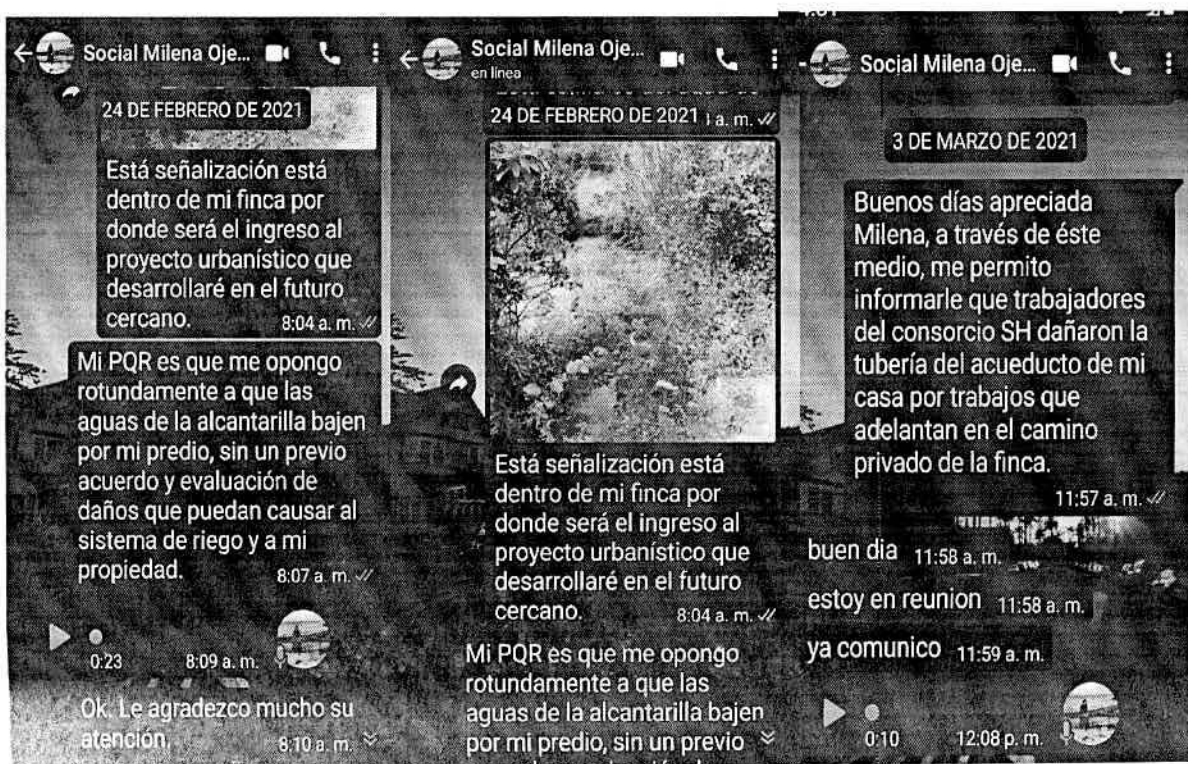 Social Milena Oje...
24 DE FEBRERO DE 2021
Está señalización está
dentro de mi finca por
donde será el ingreso al
proyecto urbanístico que
desarrollaré en el futuro
cercano.
8:04 a. m.
Mi PQR es que me opongo
rotundamente a que las
aguas de la alcantarilla bajen
por mi predio, sin un previo
acuerdo y evaluación de
daños que puedan causar al
sistema de riego y a mi
propiedad.
8:07 a. m.
0:23 8:09 a. m.
Ok. Le agradezco mucho su
atención.
8:10 a. m.
Social Milena Oje...
en línea
24 DE FEBRERO DE 2021
a. m.
Está señalización está
dentro de mi finca por
donde será el ingreso al
proyecto urbanístico que
desarrollaré en el futuro
cercano.
8:04 a. m.
Mi PQR es que me opongo
rotundamente a que las
aguas de la alcantarilla bajen
por mi predio, sin un previo
Social Milena Oje...
3 DE MARZO DE 2021
Buenos días apreciada
Milena, a través de éste
medio, me permito
informarle que trabajadores
del consorcio SH dañaron la
tubería del acueducto de mi
casa por trabajos que
adelantan en el camino
privado de la finca.
11:57 a. m.
buen dia 11:58 a. m.
estoy en reunion 11:58 a. m.
ya comunico 11:59 a. m.
0:10 12:08 p. m.